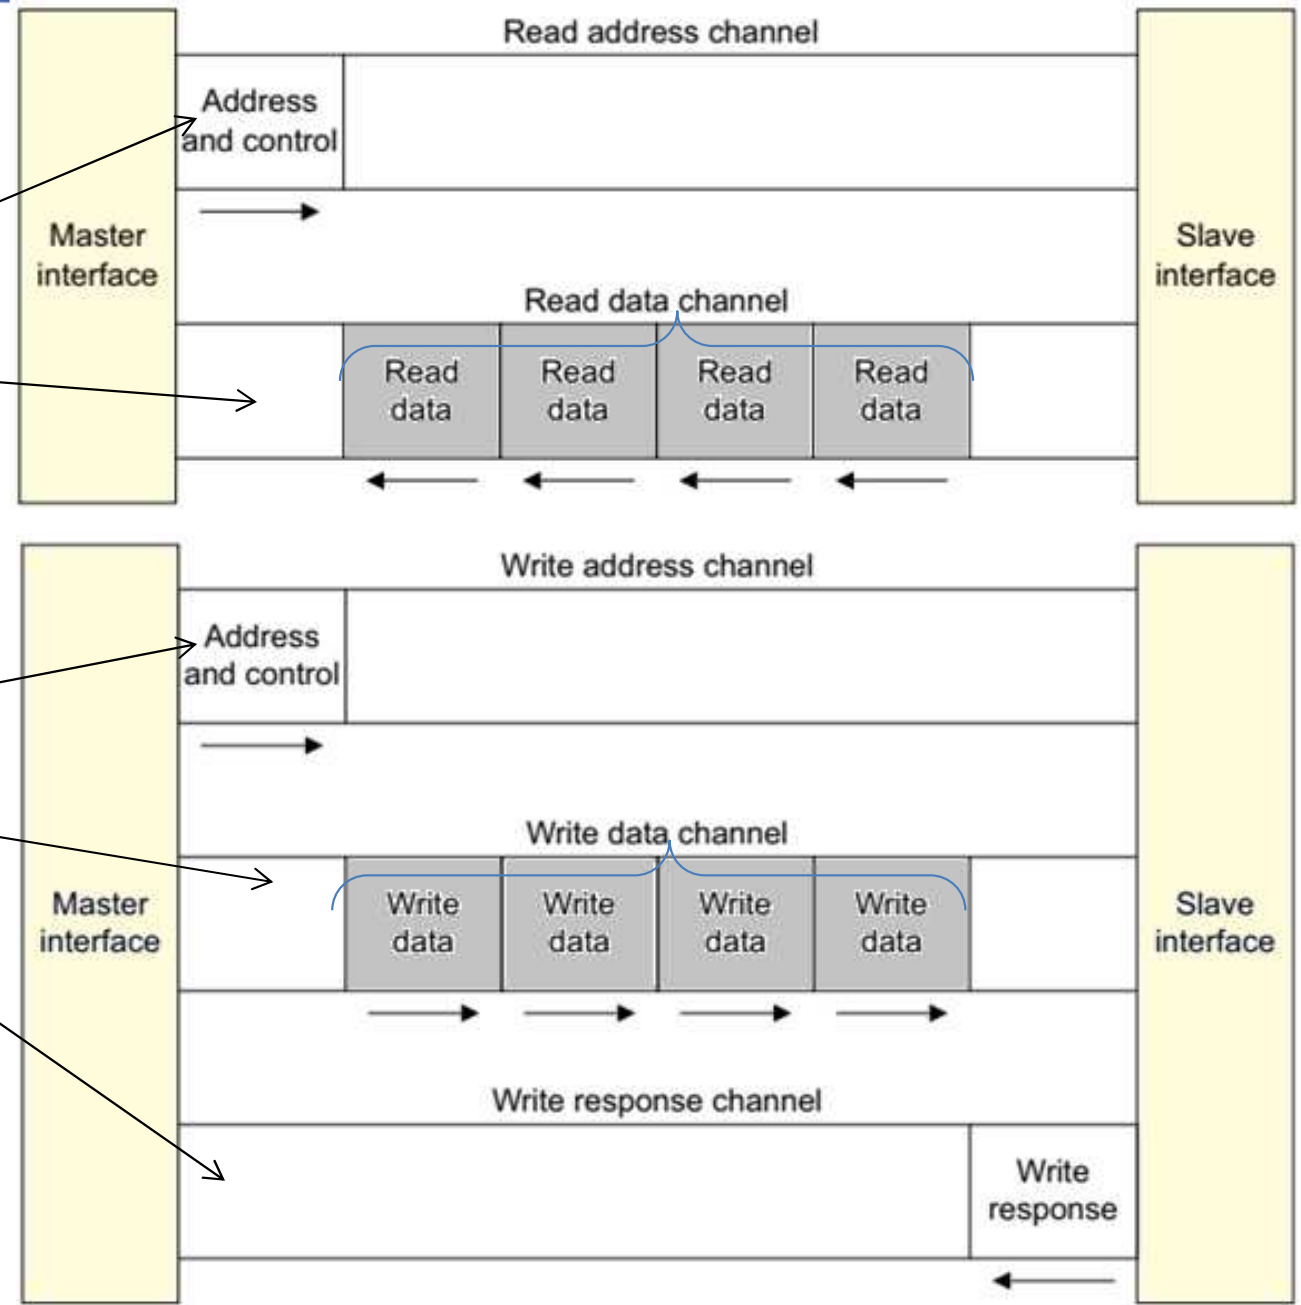 Read address channel
Address
and control
Master
interface
Slave
interface
Read data channel
Read
data
Read
data
Read
data
Read
data
Write address channel
Address
and control
Write data channel
Master
interface
Write
data
Write
data
Write
data
Write
data
Slave
interface
Write response channel
Write
response